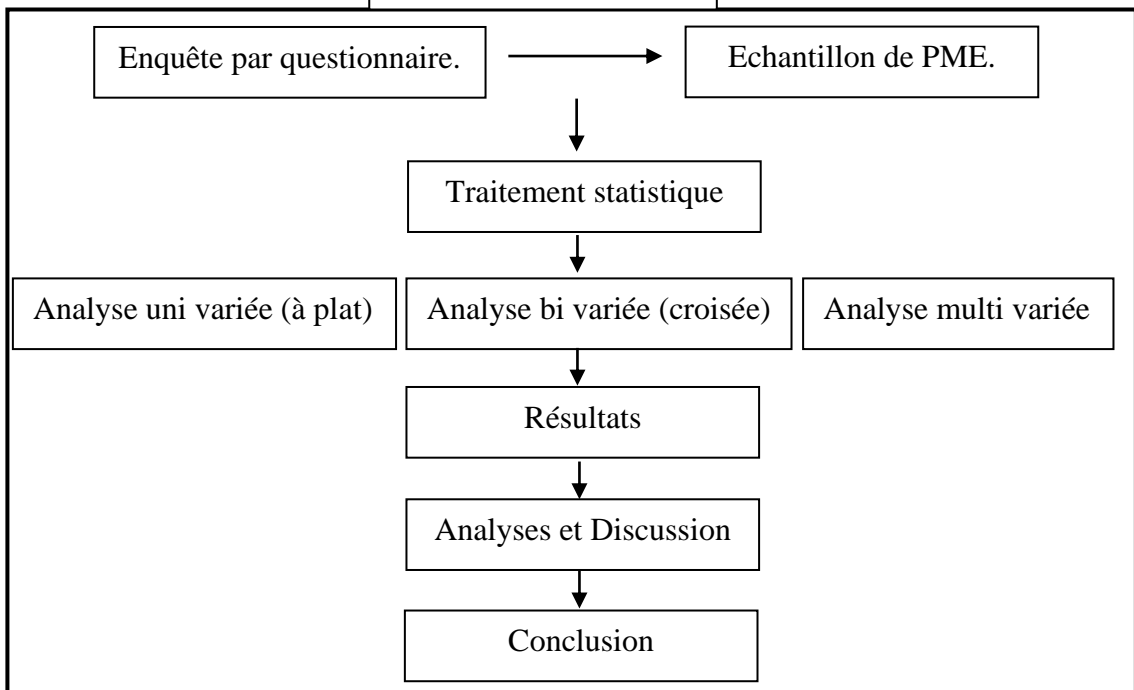 Enquête par questionnaire.
Echantillon de PME.
Traitement statistique
Analyse uni variée (à plat)
Analyse bi variée (croisée)
Analyse multi variée
Résultats
Analyses et Discussion
Conclusion